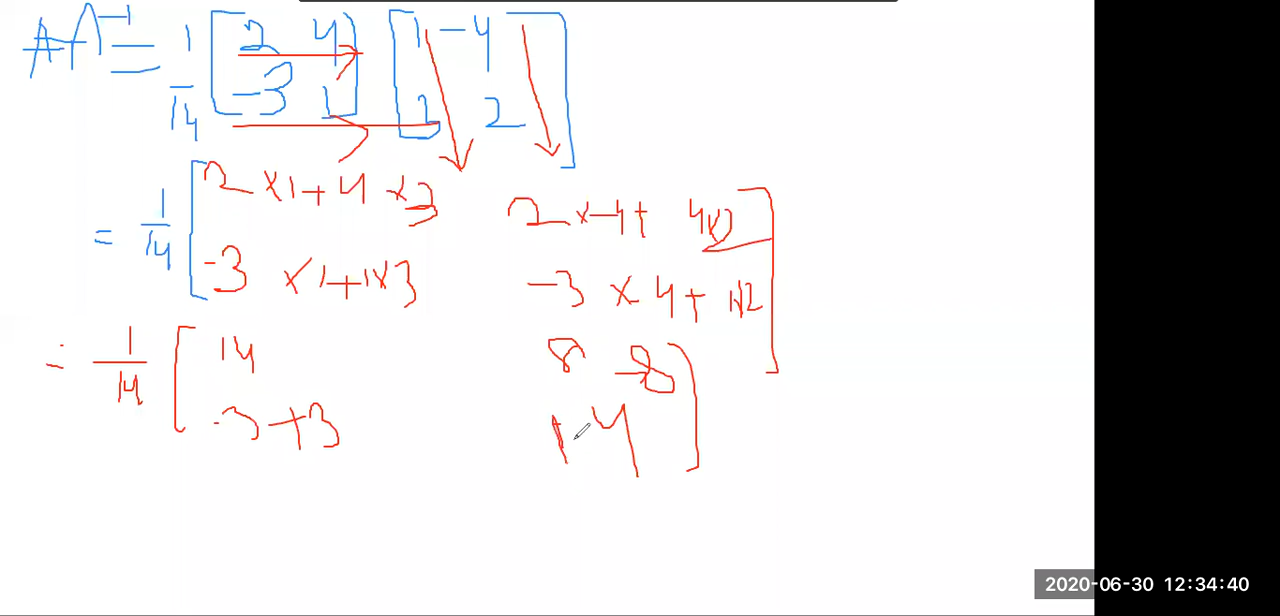 AA⁻¹ = 1/14 [2 4 [1 -4
-3 1] 3 2]
= 1/14 [2 ×1 + 4 ×3 2 × -4 + 4×2
-3 ×1 + 1×3 -3 × 4 + 1×2]
= 1/14 [14 8 -8
-3 + 3 14]
2020-06-30 12:34:40